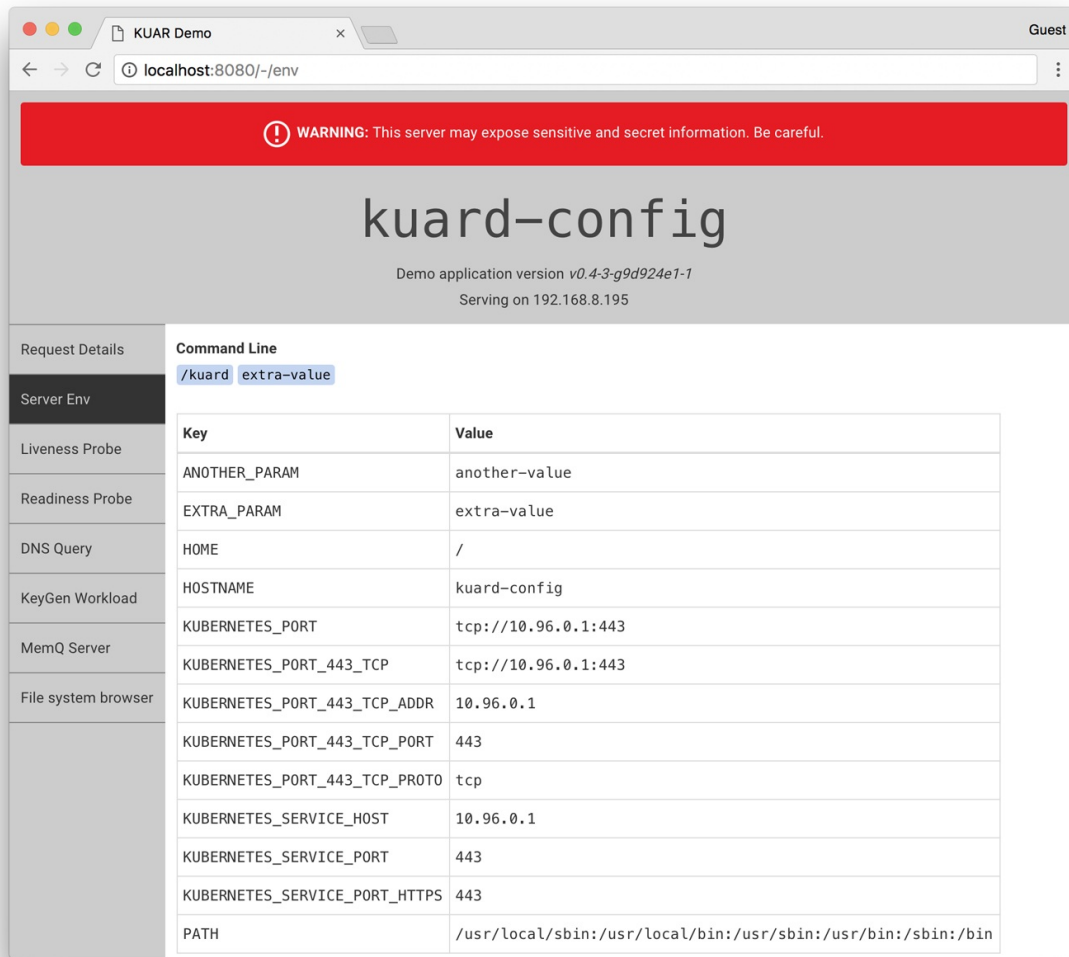 KUAR Demo
Guest
localhost:8080/-/env
WARNING: This server may expose sensitive and secret information. Be careful.
kuard-config
Demo application version v0.4-3-g9d924e1-1
Serving on 192.168.8.195
Request Details
Server Env
Liveness Probe
Readiness Probe
DNS Query
KeyGen Workload
MemQ Server
File system browser
Command Line
/kuard extra-value
Key Value
ANOTHER_PARAM another-value
EXTRA_PARAM extra-value
HOME /
HOSTNAME kuard-config
KUBERNETES_PORT tcp://10.96.0.1:443
KUBERNETES_PORT_443_TCP tcp://10.96.0.1:443
KUBERNETES_PORT_443_TCP_ADDR 10.96.0.1
KUBERNETES_PORT_443_TCP_PORT 443
KUBERNETES_PORT_443_TCP_PROTO tcp
KUBERNETES_SERVICE_HOST 10.96.0.1
KUBERNETES_SERVICE_PORT 443
KUBERNETES_SERVICE_PORT_HTTPS 443
PATH /usr/local/sbin:/usr/local/bin:/usr/sbin:/usr/bin:/sbin:/bin